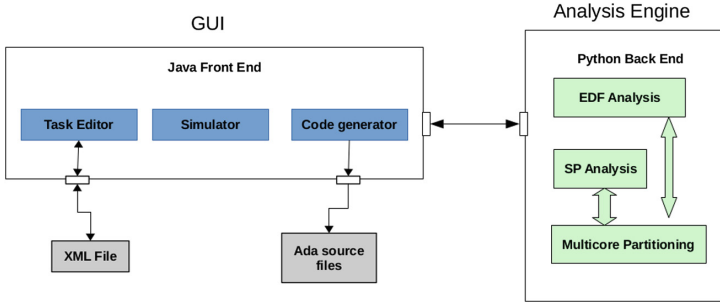 GUI
Analysis Engine
Java Front End
Python Back End
Task Editor
Simulator
Code generator
EDF Analysis
SP Analysis
Multicore Partitioning
XML File
Ada source
files